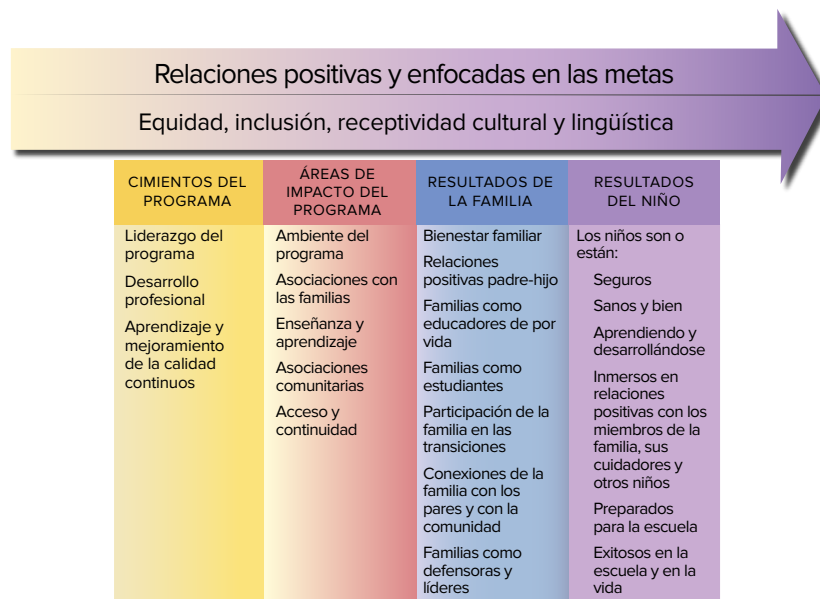 Relaciones positivas y enfocadas en las metas
Equidad, inclusión, receptividad cultural y lingüística
CIMIENTOS DEL
PROGRAMA
Liderazgo del
programa
Desarrollo
profesional
Aprendizaje y
mejoramiento
de la calidad
continuos
ÁREAS DE
IMPACTO DEL
PROGRAMA
Ambiente del
programa
Asociaciones con
las familias
Enseñanza y
aprendizaje
Asociaciones
comunitarias
Acceso y
continuidad
RESULTADOS DE
LA FAMILIA
Bienestar familiar
Relaciones
positivas padre-hijo
Familias como
educadores de por
vida
Familias como
estudiantes
Participación de la
familia en las
transiciones
Conexiones de la
familia con los
pares y con la
comunidad
Familias como
defensoras y
líderes
RESULTADOS
DEL NIÑO
Los niños son o
están:
Seguros
Sanos y bien
Aprendiendo y
desarrollándose
Inmersos en
relaciones
positivas con los
miembros de la
familia, sus
cuidadores y
otros niños
Preparados
para la escuela
Exitosos en la
escuela y en la
vida